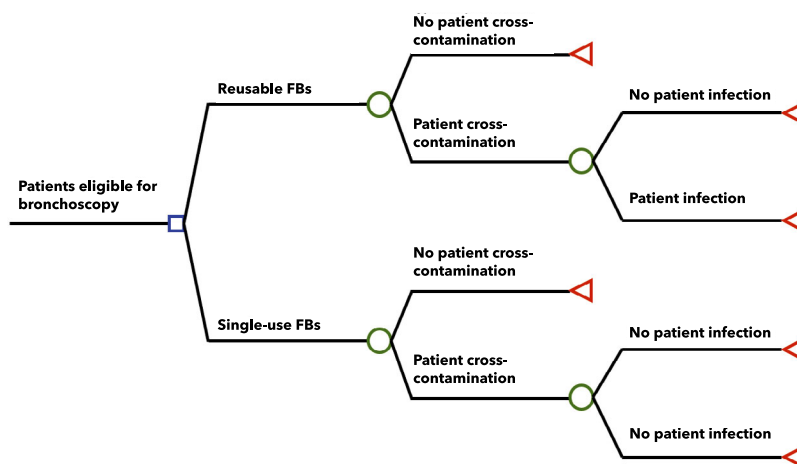 No patient cross-
contamination
Reusable FBs
No patient infection
Patient cross-
contamination
Patients eligible for
bronchoscopy
Patient infection
No patient cross-
contamination
Single-use FBs
No patient infection
Patient cross-
contamination
No patient infection